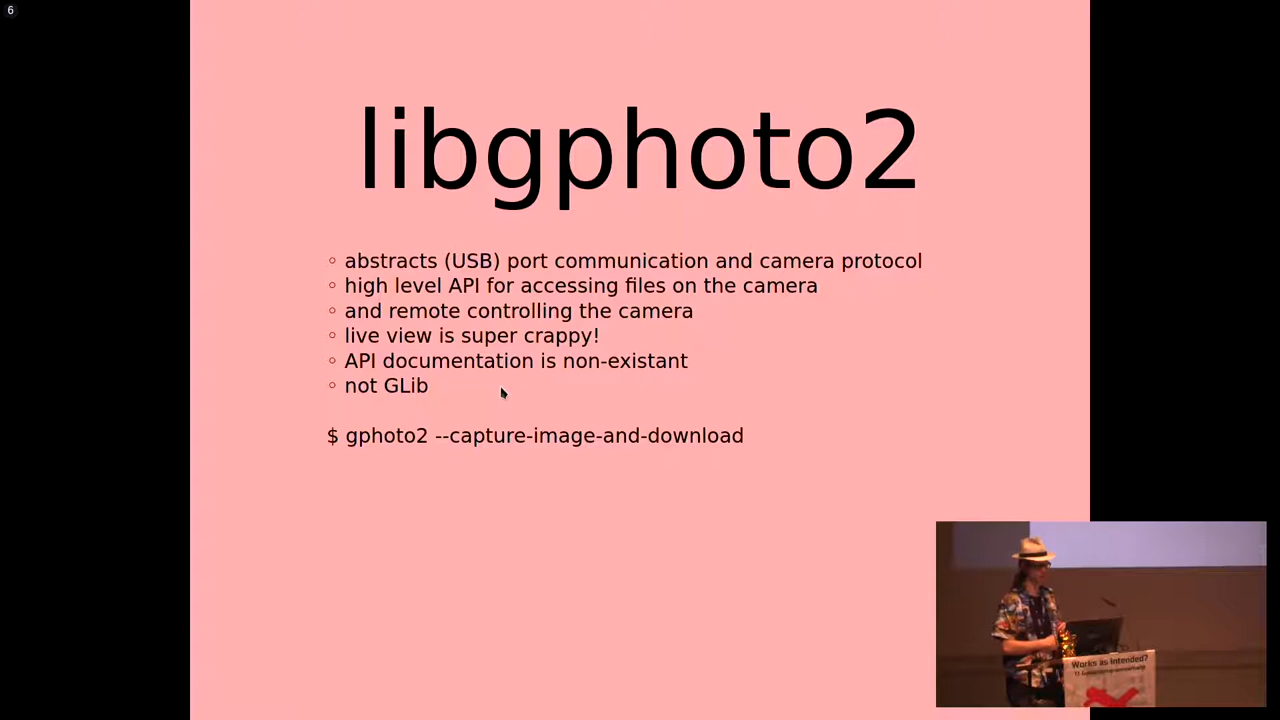 6
libgphoto2
◦ abstracts (USB) port communication and camera protocol
◦ high level API for accessing files on the camera
◦ and remote controlling the camera
◦ live view is super crappy!
◦ API documentation is non-existant
◦ not GLib
$ gphoto2 --capture-image-and-download
Works as Intended?